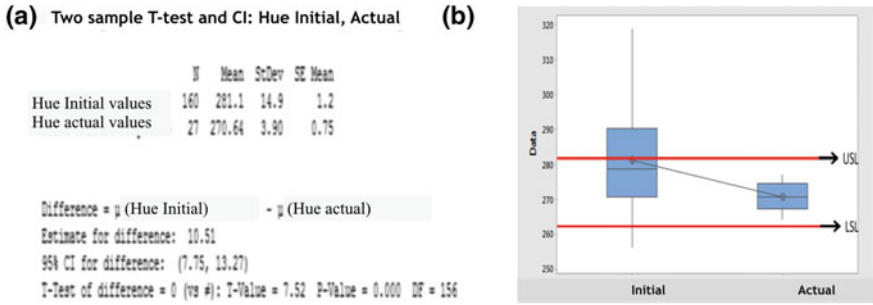 (a) Two sample T-test and CI: Hue Initial, Actual
N Mean StDev SE Mean
Hue Initial values 160 281.1 14.9 1.2
Hue actual values 27 270.64 3.90 0.75
Difference = μ (Hue Initial) - μ (Hue actual)
Estimate for difference: 10.51
95% CI for difference: (7.75, 13.27)
T-Test of difference = 0 (vs ≠): T-Value = 7.52 P-Value = 0.000 DF = 156
(b)
320
310
300
290
280
270
260
250
Data
USL
LSL
Initial Actual